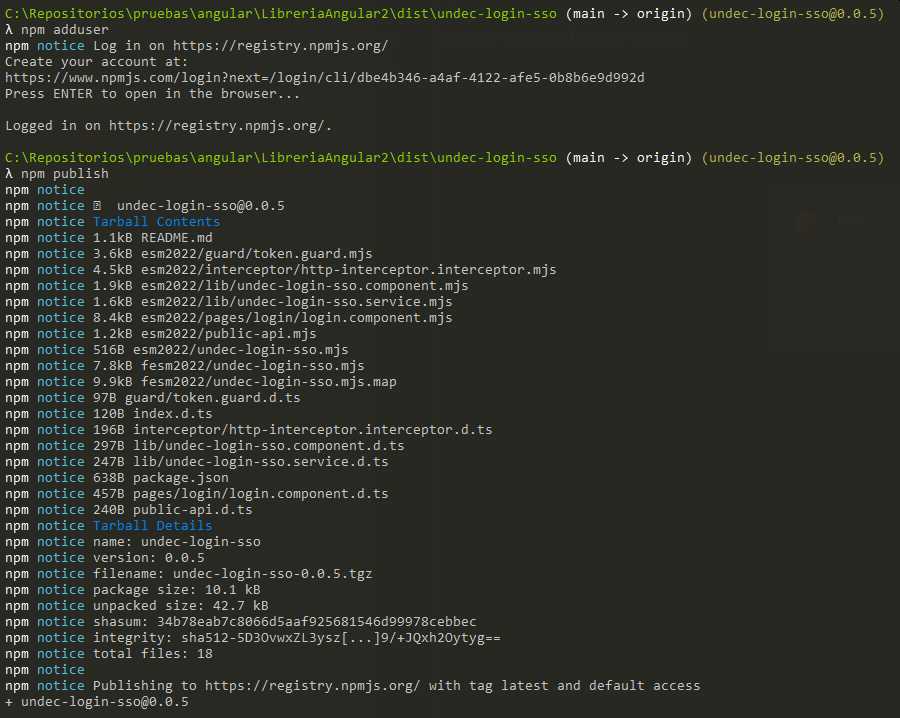 C:\Repositorios\pruebas\angular\LibreriaAngular2\dist\undec-login-sso (main -> origin) (undec-login-sso@0.0.5)
λ npm adduser
npm notice Log in on https://registry.npmjs.org/
Create your account at:
https://www.npmjs.com/login?next=/login/cli/dbe4b346-a4af-4122-afe5-0b8b6e9d992d
Press ENTER to open in the browser...
Logged in on https://registry.npmjs.org/.
C:\Repositorios\pruebas\angular\LibreriaAngular2\dist\undec-login-sso (main -> origin) (undec-login-sso@0.0.5)
λ npm publish
npm notice
npm notice undec-login-sso@0.0.5
npm notice Tarball Contents
npm notice 1.1kB README.md
npm notice 3.6kB esm2022/guard/token.guard.mjs
npm notice 4.5kB esm2022/interceptor/http-interceptor.interceptor.mjs
npm notice 1.9kB esm2022/lib/undec-login-sso.component.mjs
npm notice 1.6kB esm2022/lib/undec-login-sso.service.mjs
npm notice 8.4kB esm2022/pages/login/login.component.mjs
npm notice 1.2kB esm2022/public-api.mjs
npm notice 516B esm2022/undec-login-sso.mjs
npm notice 7.8kB fesm2022/undec-login-sso.mjs
npm notice 9.9kB fesm2022/undec-login-sso.mjs.map
npm notice 97B guard/token.guard.d.ts
npm notice 120B index.d.ts
npm notice 196B interceptor/http-interceptor.interceptor.d.ts
npm notice 297B lib/undec-login-sso.component.d.ts
npm notice 247B lib/undec-login-sso.service.d.ts
npm notice 638B package.json
npm notice 457B pages/login/login.component.d.ts
npm notice 240B public-api.d.ts
npm notice Tarball Details
npm notice name: undec-login-sso
npm notice version: 0.0.5
npm notice filename: undec-login-sso-0.0.5.tgz
npm notice package size: 10.1 kB
npm notice unpacked size: 42.7 kB
npm notice shasum: 34b78eab7c8066d5aaf925681546d99978cebbec
npm notice integrity: sha512-5D3OvwxZL3ysz[...]9/+JQxh2Oytyg==
npm notice total files: 18
npm notice
npm notice Publishing to https://registry.npmjs.org/ with tag latest and default access
+ undec-login-sso@0.0.5